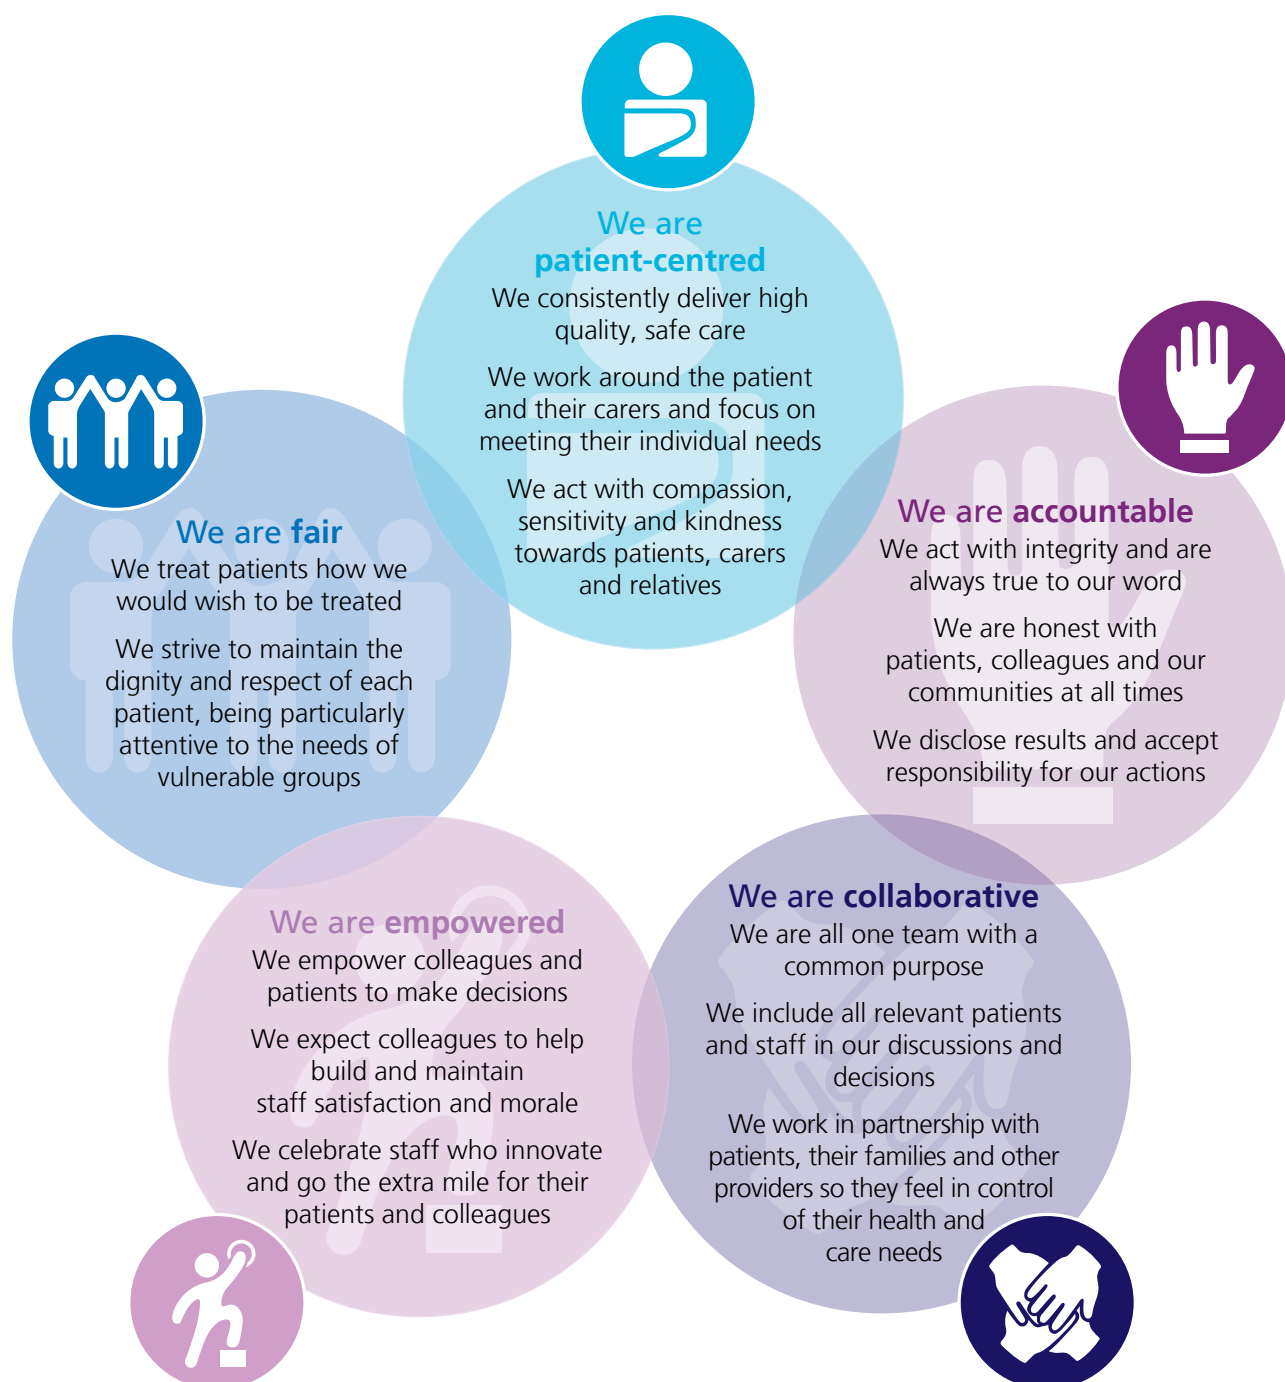 We are
patient-centred
We consistently deliver high
quality, safe care
We work around the patient
and their carers and focus on
meeting their individual needs
We act with compassion,
sensitivity and kindness
towards patients, carers
and relatives
We are fair
We treat patients how we
would wish to be treated
We strive to maintain the
dignity and respect of each
patient, being particularly
attentive to the needs of
vulnerable groups
We are accountable
We act with integrity and are
always true to our word
We are honest with
patients, colleagues and our
communities at all times
We disclose results and accept
responsibility for our actions
We are empowered
We empower colleagues and
patients to make decisions
We expect colleagues to help
build and maintain
staff satisfaction and morale
We celebrate staff who innovate
and go the extra mile for their
patients and colleagues
We are collaborative
We are all one team with a
common purpose
We include all relevant patients
and staff in our discussions and
decisions
We work in partnership with
patients, their families and other
providers so they feel in control
of their health and
care needs